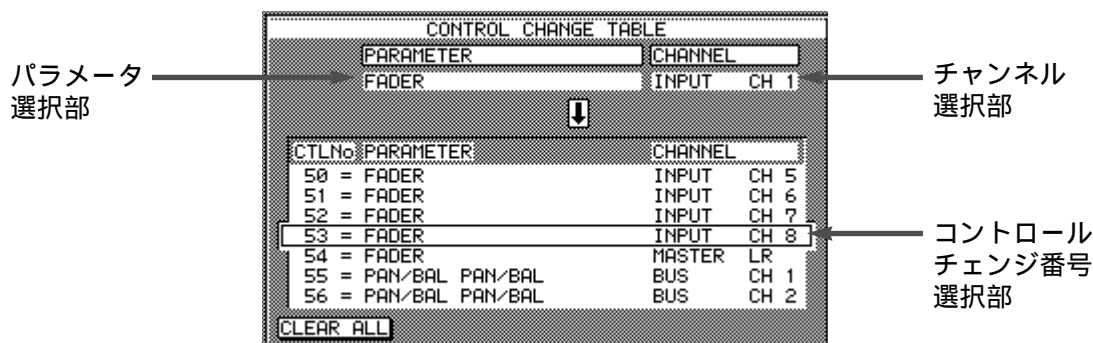 CONTROL CHANGE TABLE
PARAMETER CHANNEL
FADER INPUT CH 1
パラメータ
選択部
チャンネル
選択部
CTLNo PARAMETER CHANNEL
50 = FADER INPUT CH 5
51 = FADER INPUT CH 6
52 = FADER INPUT CH 7
53 = FADER INPUT CH 8
54 = FADER MASTER LR
55 = PAN/BAL PAN/BAL BUS CH 1
56 = PAN/BAL PAN/BAL BUS CH 2
コントロール
チェンジ番号
選択部
CLEAR ALL